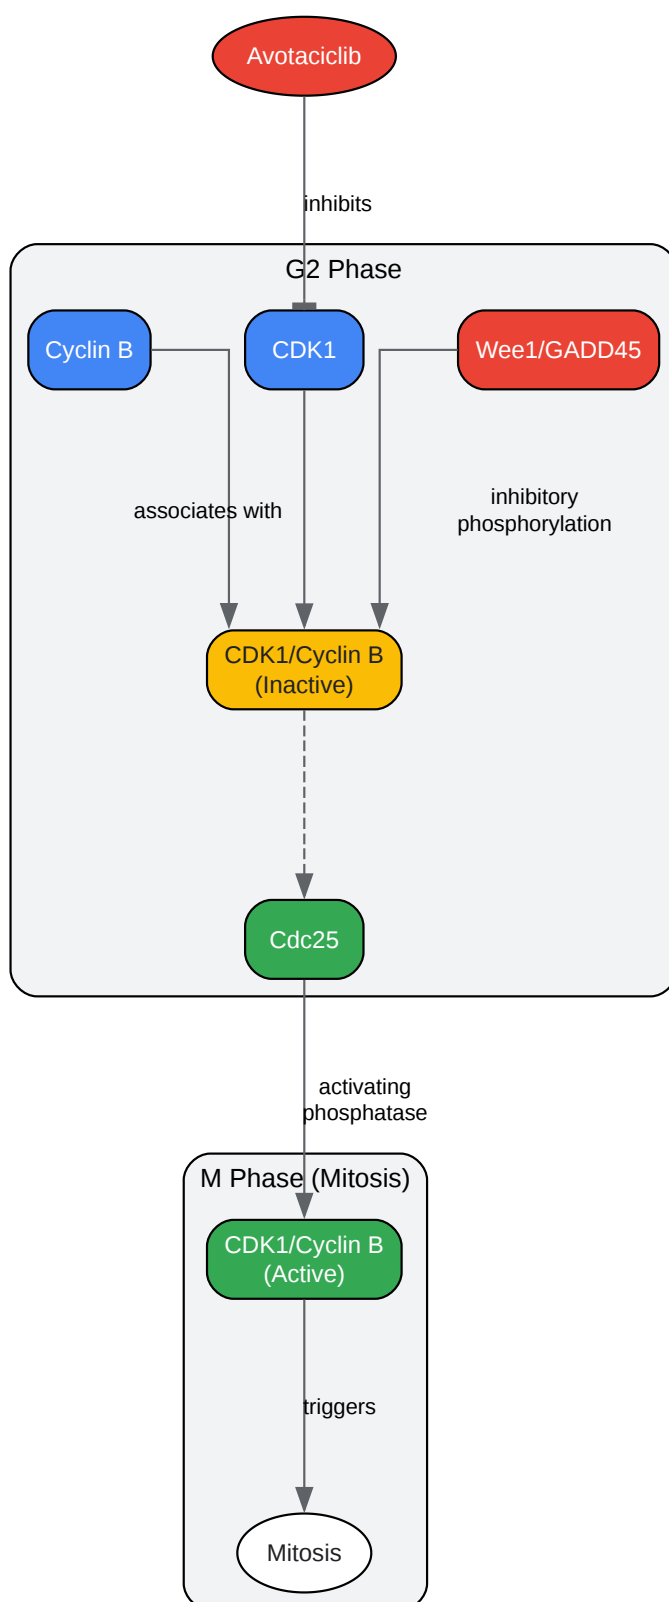 Avotaciclib
inhibits
G2 Phase
Cyclin B
CDK1
Wee1/GADD45
associates with
inhibitory
phosphorylation
CDK1/Cyclin B
(Inactive)
Cdc25
activating
phosphatase
M Phase (Mitosis)
CDK1/Cyclin B
(Active)
triggers
Mitosis